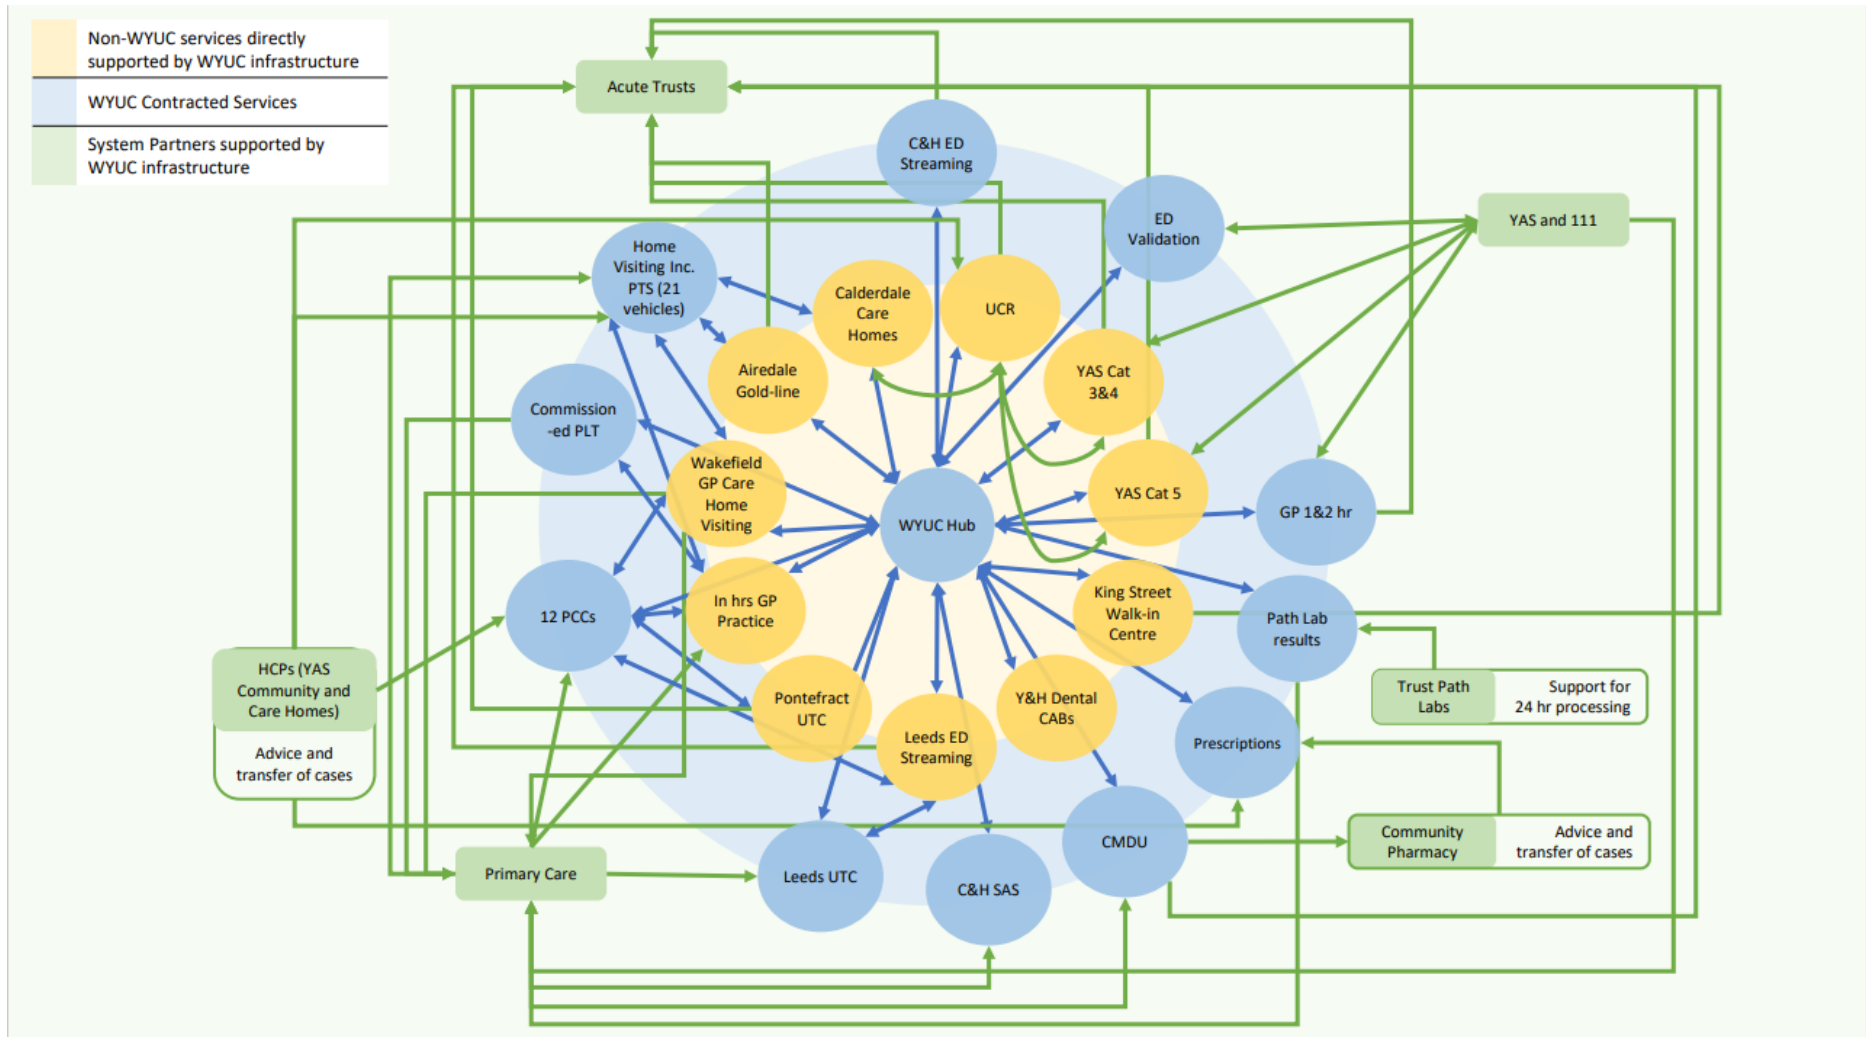 Non-WYUC services directly
supported by WYUC infrastructure
WYUC Contracted Services
System Partners supported by
WYUC infrastructure
Acute Trusts
C&H ED
Streaming
ED
Validation
YAS and 111
Home
Visiting Inc.
PTS (21
vehicles)
Calderdale
Care
Homes
UCR
Airedale
Gold-line
YAS Cat
3&4
Commission
-ed PLT
Wakefield
GP Care
Home
Visiting
YAS Cat 5
WYUC Hub
GP 1&2 hr
12 PCCs
In hrs GP
Practice
King Street
Walk-in
Centre
Path Lab
results
HCPs (YAS
Community and
Care Homes)
Advice and
transfer of cases
Trust Path
Labs
Support for
24 hr processing
Pontefract
UTC
Leeds ED
Streaming
Y&H Dental
CABs
Prescriptions
Primary Care
Leeds UTC
C&H SAS
CMDU
Community
Pharmacy
Advice and
transfer of cases